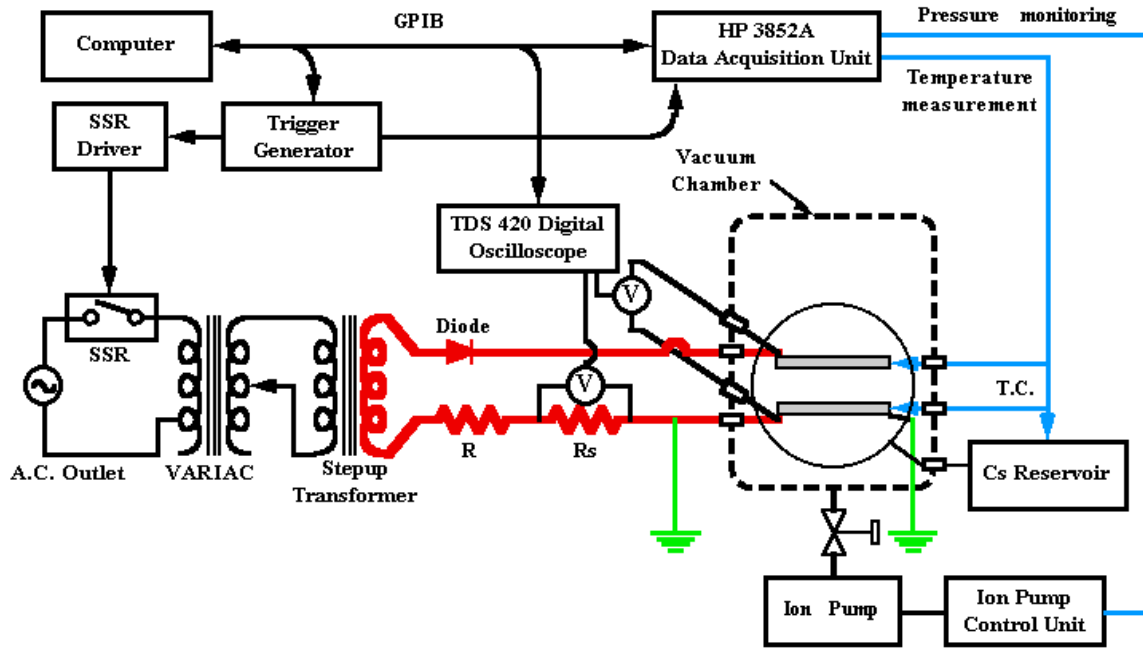 GPIB
Pressure monitoring
Computer
HP 3852A
Data Acquisition Unit
Temperature
measurement
SSR
Driver
Trigger
Generator
Vacuum
Chamber
TDS 420 Digital
Oscilloscope
V
Diode
SSR
V
T.C.
A.C. Outlet
VARIAC
Stepup
Transformer
R
Rs
Cs Reservoir
Ion Pump
Ion Pump
Control Unit